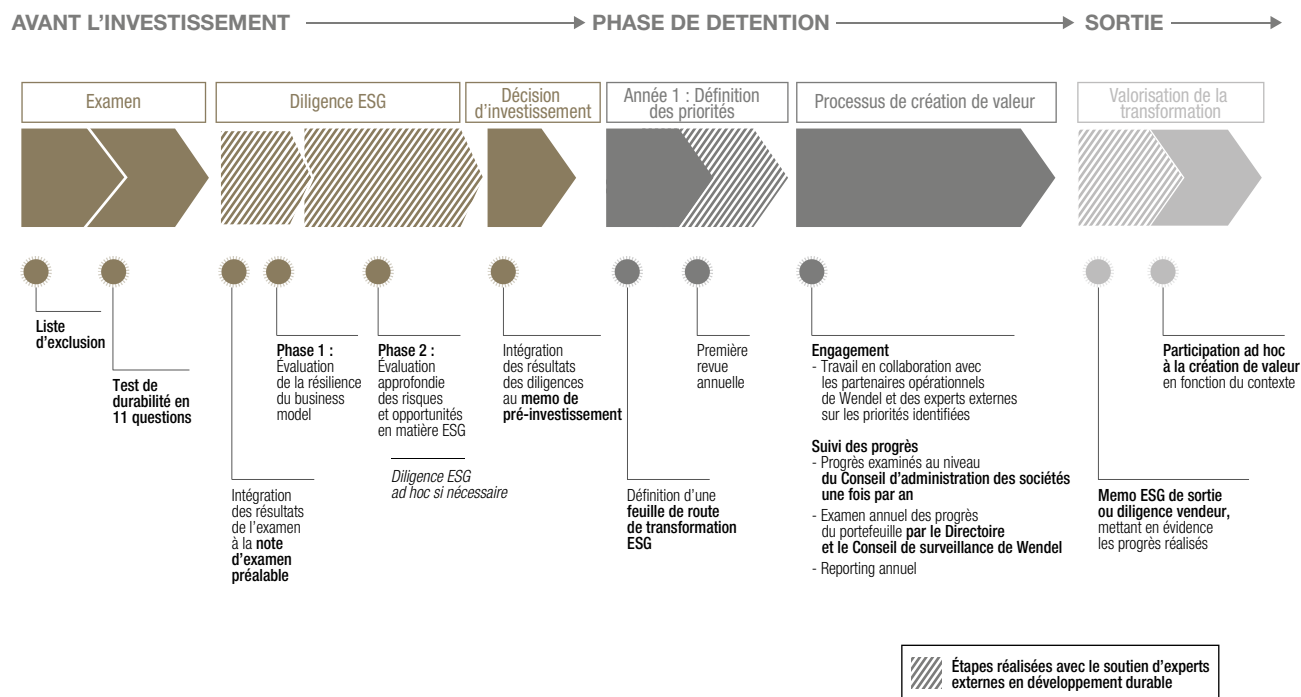 AVANT L'INVESTISSEMENT
PHASE DE DETENTION
SORTIE
Examen
Diligence ESG
Décision
d'investissement
Année 1 : Définition
des priorités
Processus de création de valeur
Valorisation de la
transformation
Liste
d'exclusion
Test de
durabilité en
11 questions
Intégration
des résultats
de l'examen
à la note
d'examen
préalable
Phase 1 :
Évaluation
de la résilience
du business
model
Phase 2 :
Évaluation
approfondie
des risques
et opportunités
en matière ESG
Diligence ESG
ad hoc si nécessaire
Intégration
des résultats
des diligences
au memo de
pré-investissement
Définition d'une
feuille de route
de transformation
ESG
Première
revue
annuelle
Engagement
- Travail en collaboration avec
les partenaires opérationnels
de Wendel et des experts externes
sur les priorités identifiées
Suivi des progrès
- Progrès examinés au niveau
du Conseil d'administration des sociétés
une fois par an
- Examen annuel des progrès
du portefeuille par le Directoire
et le Conseil de surveillance de Wendel
- Reporting annuel
Memo ESG de sortie
ou diligence vendeur,
mettant en évidence
les progrès réalisés
Participation ad hoc
à la création de valeur
en fonction du contexte
Étapes réalisées avec le soutien d'experts
externes en développement durable